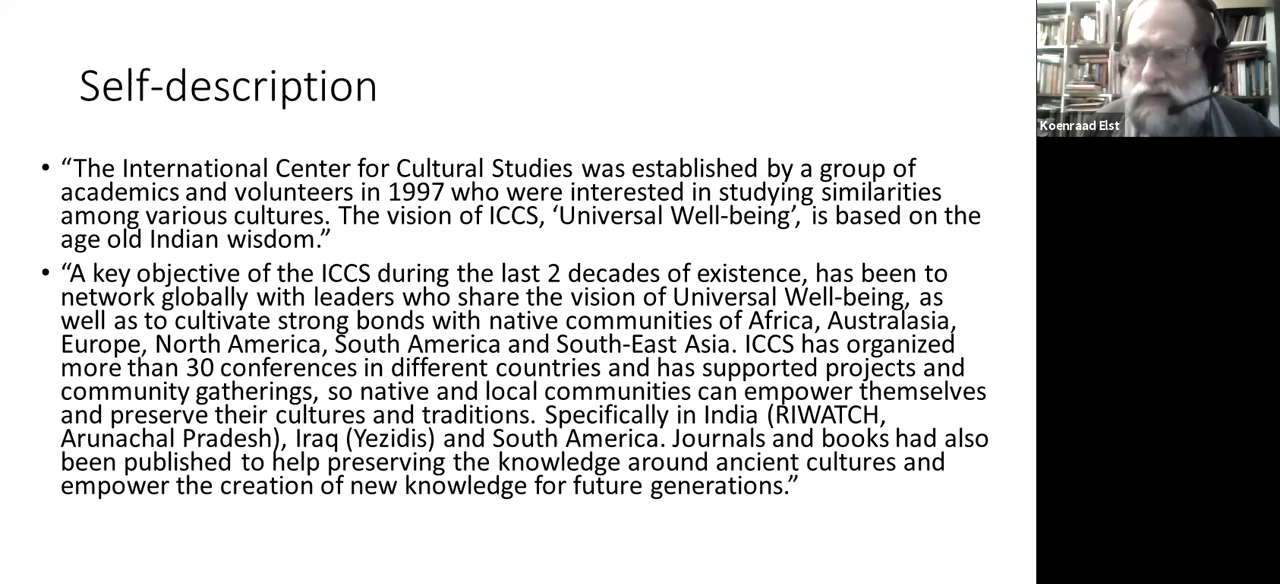 Self-description
• “The International Center for Cultural Studies was established by a group of
academics and volunteers in 1997 who were interested in studying similarities
among various cultures. The vision of ICCS, ‘Universal Well-being’, is based on the
age old Indian wisdom.”
• “A key objective of the ICCS during the last 2 decades of existence, has been to
network globally with leaders who share the vision of Universal Well-being, as
well as to cultivate strong bonds with native communities of Africa, Australasia,
Europe, North America, South America and South-East Asia. ICCS has organized
more than 30 conferences in different countries and has supported projects and
community gatherings, so native and local communities can empower themselves
and preserve their cultures and traditions. Specifically in India (RIWATCH,
Arunachal Pradesh), Iraq (Yezidis) and South America. Journals and books had also
been published to help preserving the knowledge around ancient cultures and
empower the creation of new knowledge for future generations.”
Koenraad Elst